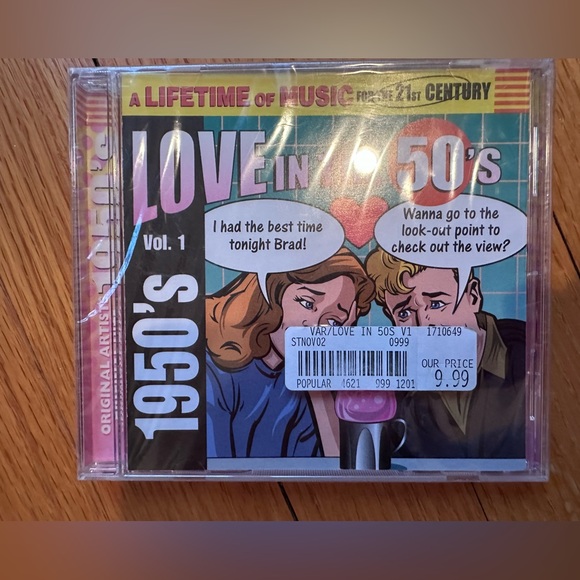 A LIFETIME OF MUSIC FOR THE 21ST CENTURY
LOVE IN
50's
Vol. 1
1950's
I had the best time
tonight Brad!
Wanna go to the
look-out point to
check out the view?
ORIGINAL ARTISTS
1950's
VAR/LOVE IN 50S V1 1710649
STNOV02 0999
OUR PRICE
9.99
POPULAR 4621 999 1201